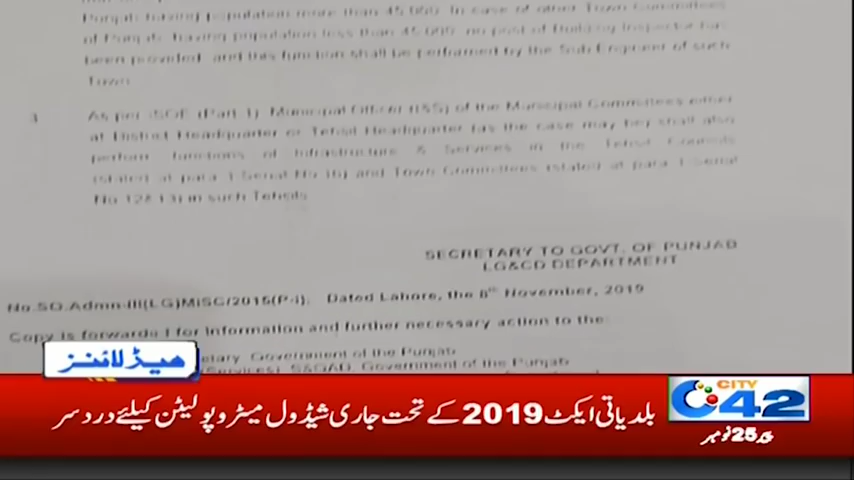 Punjab having population more than 45,000. In case of other Town Committees
of Punjab having population less than 45,000, no post of Building Inspector has
been provided and this function shall be performed by the Sub Engineer of such
Town.
3 As per SOE (Part-1) Municipal Officer (I&S) of the Municipal Committees either
at District Headquarter or Tehsil Headquarter (as the case may be) shall also
perform functions of Infrastructure & Services in the Tehsil Councils
(stated at para 1 Serial No.16) and Town Committees (stated at para 1 Serial
No.12&13) in such Tehsils
SECRETARY TO GOVT. OF PUNJAB
LG&CD DEPARTMENT
No.SO.Admn-III(LG)MISC/2015(P-I). Dated Lahore, the 8th November, 2019
Copy is forwarded for information and further necessary action to the:
Secretary, Government of the Punjab
(Services), S&GAD, Government of the Punjab
ہیڈلائنز
بلدیاتی ایکٹ 2019 کے تحت جاری شیڈول میٹروپولیٹن کیلئے درد سر
CITY
42
25 نومبر